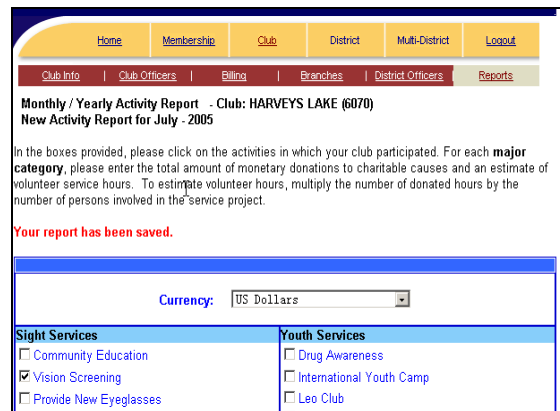 Home Membership Club District Multi-District Logout
Club Info | Club Officers | Billing | Branches | District Officers | Reports
Monthly / Yearly Activity Report - Club: HARVEYS LAKE (6070)
New Activity Report for July - 2005
In the boxes provided, please click on the activities in which your club participated. For each major
category, please enter the total amount of monetary donations to charitable causes and an estimate of
volunteer service hours. To estimate volunteer hours, multiply the number of donated hours by the
number of persons involved in the service project.
Your report has been saved.
Currency: US Dollars
Sight Services
Community Education
Vision Screening
Provide New Eyeglasses
Youth Services
Drug Awareness
International Youth Camp
Leo Club